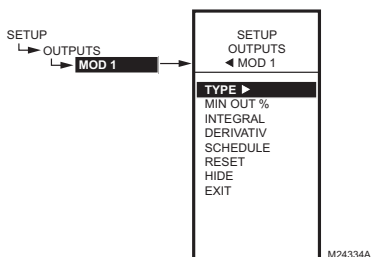 SETUP
OUTPUTS
MOD 1
SETUP
OUTPUTS
◄ MOD 1
TYPE ►
MIN OUT %
INTEGRAL
DERIVATIV
SCHEDULE
RESET
HIDE
EXIT
M24334A